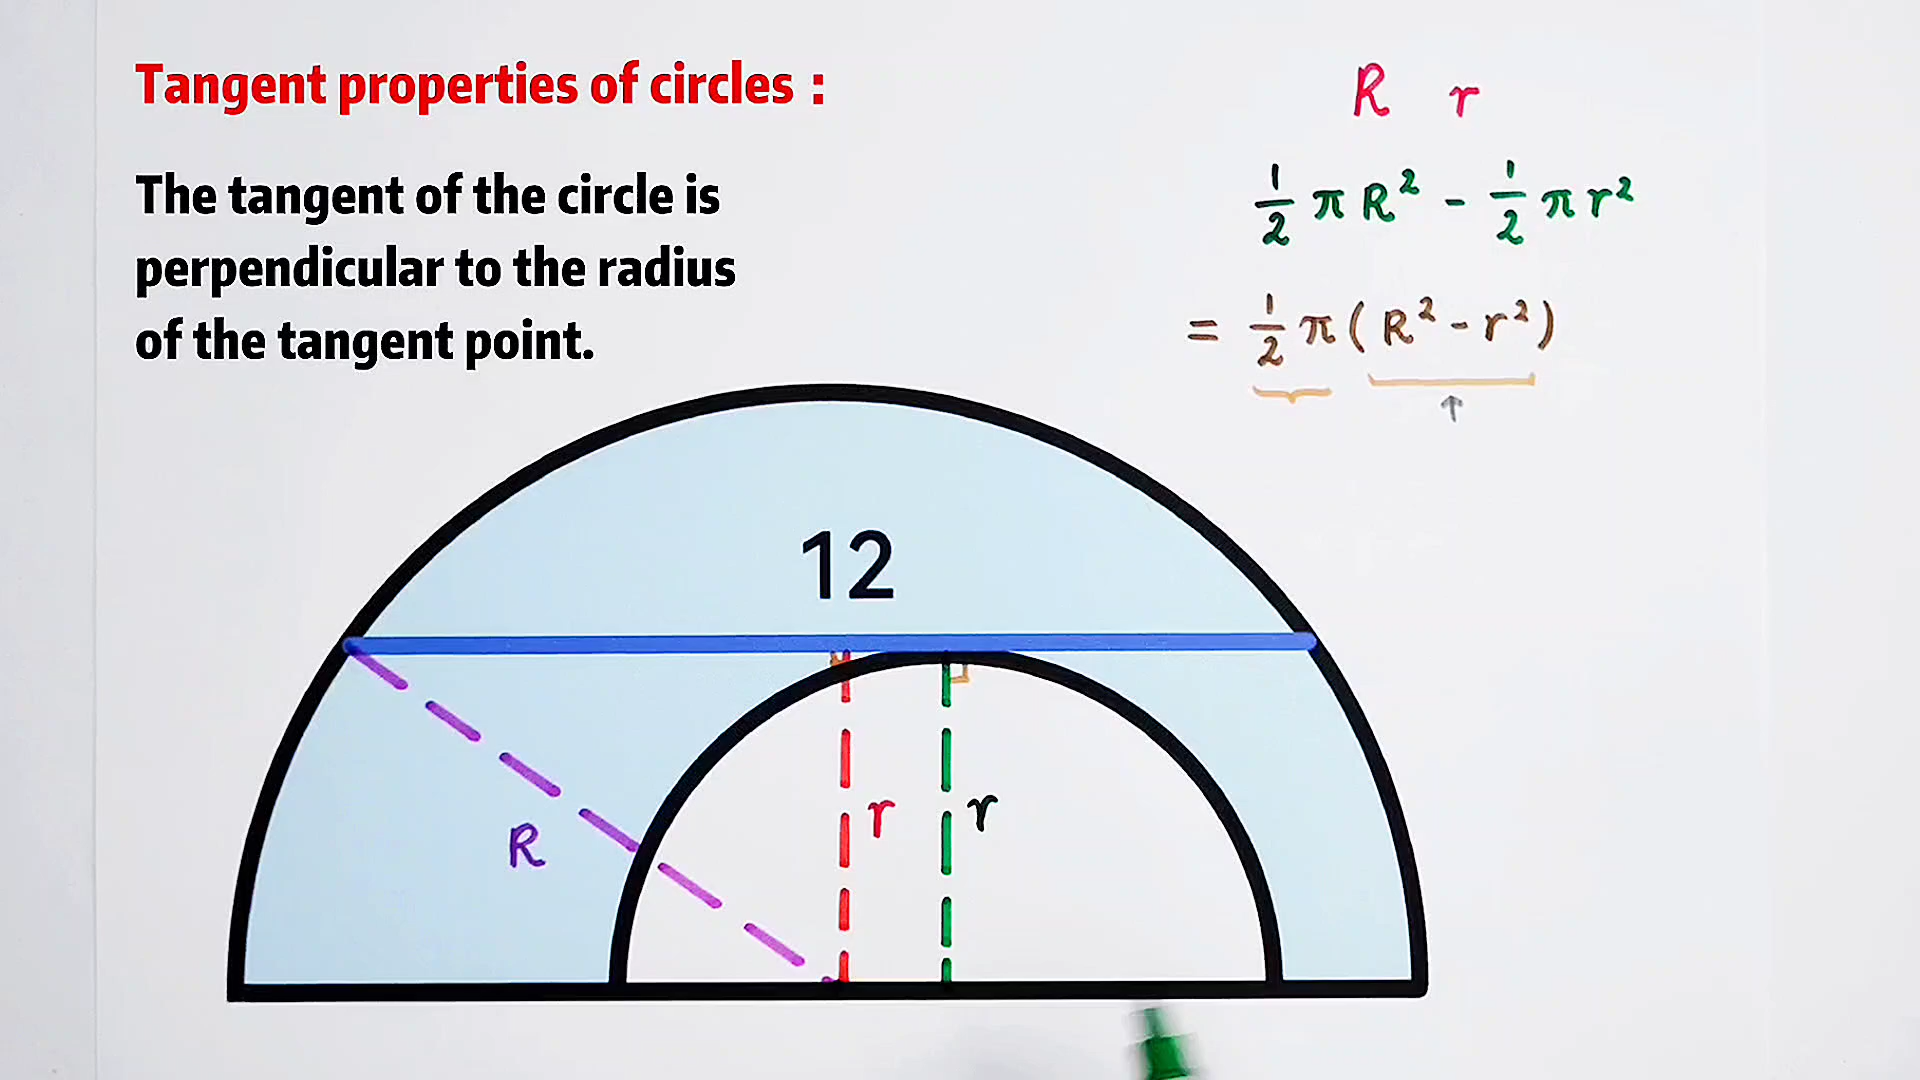 Tangent properties of circles :
The tangent of the circle is
perpendicular to the radius
of the tangent point.
R r
½ π R² - ½ π r²
= ½ π ( R² - r² )
12
R
r
r